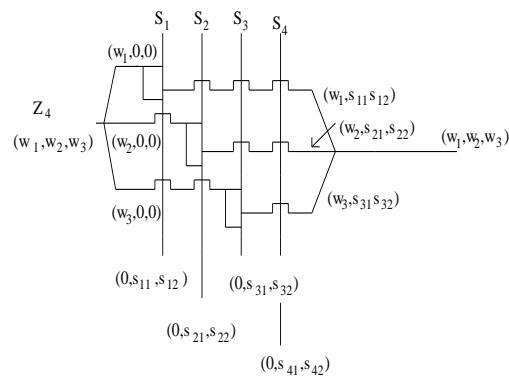 S1 S2 S3 S4
(w1,0,0)
Z4
(w1,s11s12)
(w2,s21,s22)
(w1,w2,w3) (w2,0,0) (w1,w2,w3)
(w3,0,0) (w3,s31s32)
(0,s11,s12) (0,s31,s32)
(0,s21,s22)
(0,s41,s42)